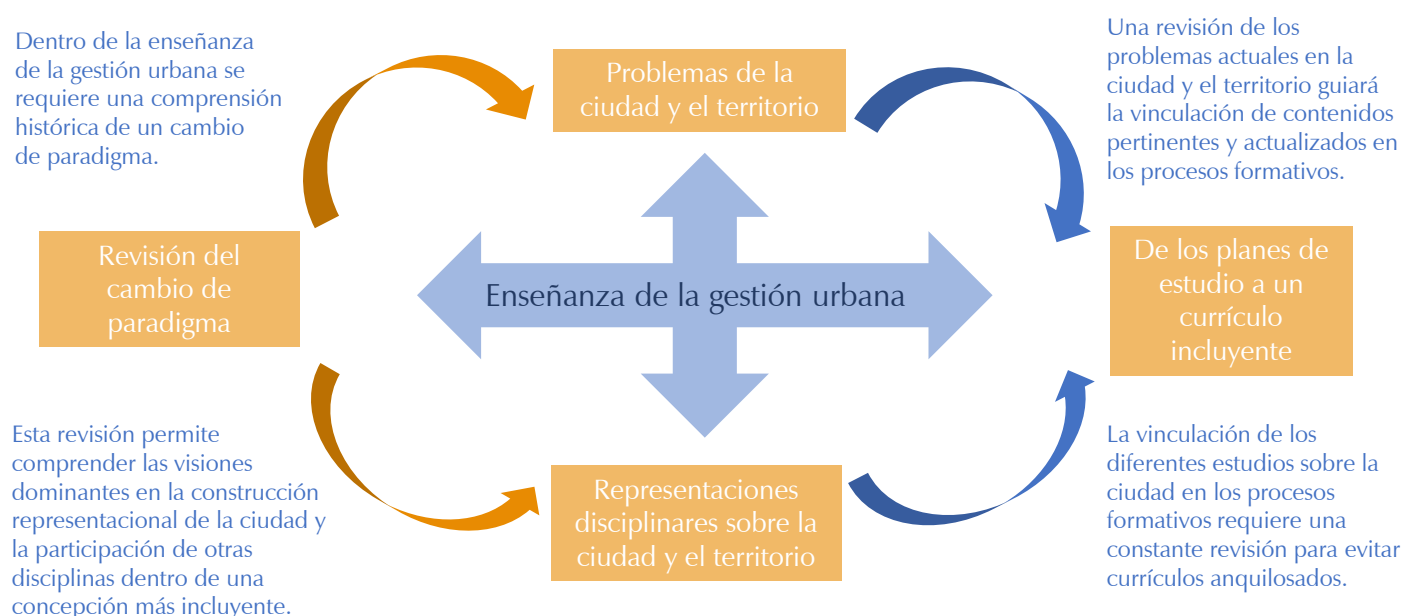 Dentro de la enseñanza
de la gestión urbana se
requiere una comprensión
histórica de un cambio
de paradigma.
Problemas de la
ciudad y el territorio
Una revisión de los
problemas actuales en la
ciudad y el territorio guiará
la vinculación de contenidos
pertinentes y actualizados en
los procesos formativos.
Revisión del
cambio de
paradigma
Enseñanza de la gestión urbana
De los planes de
estudio a un
currículo
incluyente
Esta revisión permite
comprender las visiones
dominantes en la construcción
representacional de la ciudad y
la participación de otras
disciplinas dentro de una
concepción más incluyente.
Representaciones
disciplinares sobre la
ciudad y el territorio
La vinculación de los
diferentes estudios sobre la
ciudad en los procesos
formativos requiere una
constante revisión para evitar
currículos anquilosados.